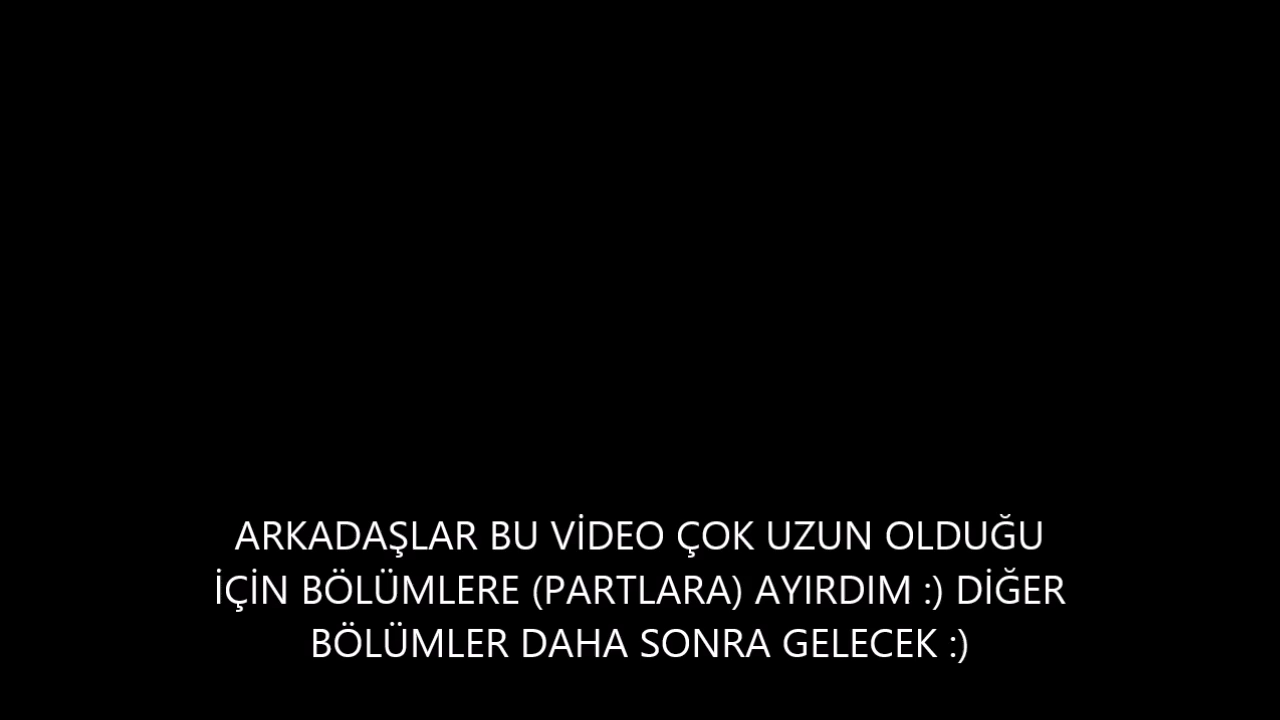 ARKADAŞLAR BU VİDEO ÇOK UZUN OLDUĞU
İÇİN BÖLÜMLERE (PARTLARA) AYIRDIM :) DİĞER
BÖLÜMLER DAHA SONRA GELECEK :)